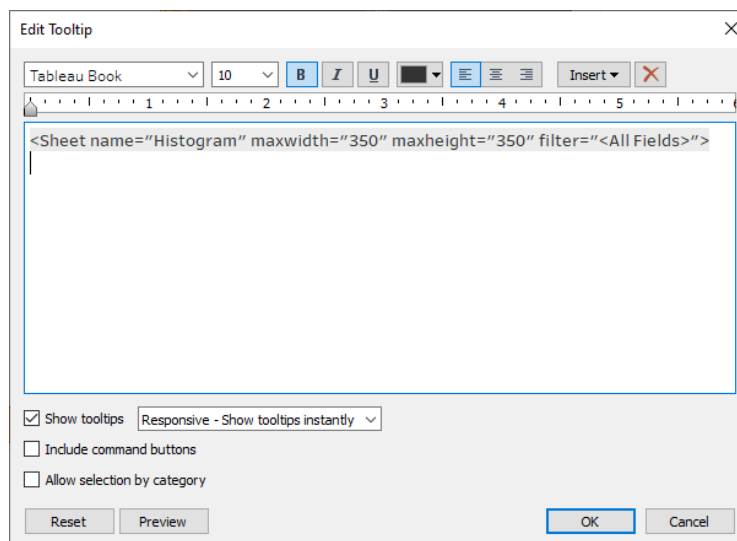 Edit Tooltip
Tableau Book 10 B I U Insert
1 2 3 4 5 6
<Sheet name="Histogram" maxwidth="350" maxheight="350" filter="<All Fields>">
Show tooltips Responsive - Show tooltips instantly
Include command buttons
Allow selection by category
Reset Preview OK Cancel